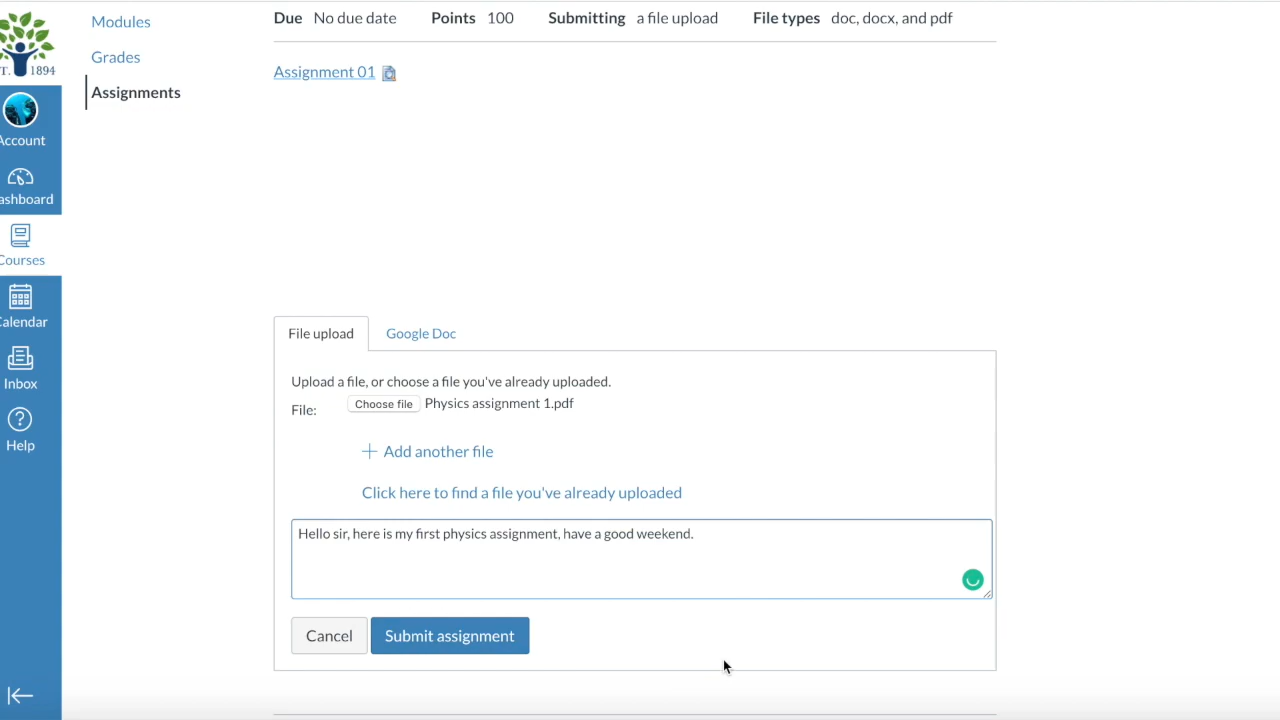 Modules
Grades
Assignments
T. 1894
Account
ashboard
Courses
Calendar
Inbox
Help
Due No due date Points 100 Submitting a file upload File types doc, docx, and pdf
Assignment 01
File upload Google Doc
Upload a file, or choose a file you've already uploaded.
File: Choose file Physics assignment 1.pdf
Add another file
Click here to find a file you've already uploaded
Hello sir, here is my first physics assignment, have a good weekend.
Cancel Submit assignment